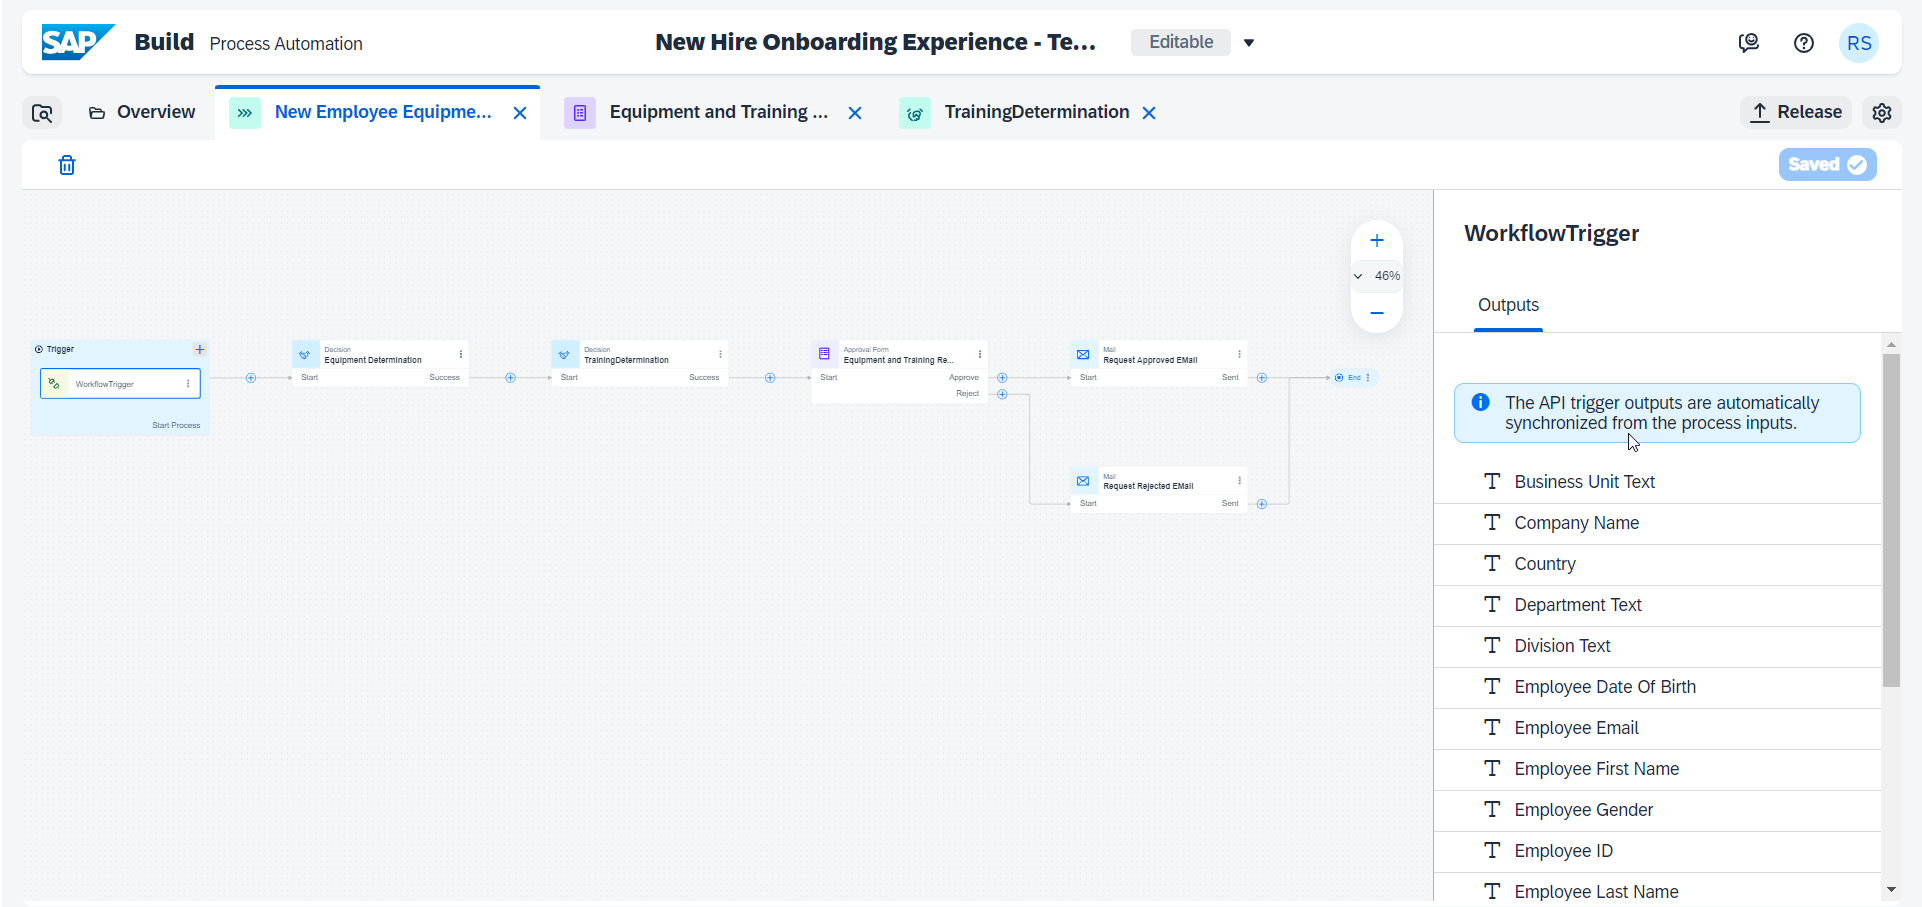 SAP Build Process Automation
New Hire Onboarding Experience - Te...
Editable
RS
Overview
New Employee Equipme...
Equipment and Training ...
TrainingDetermination
Release
Saved
46%
Trigger
WorkflowTrigger
Start Process
Decision
Equipment Determination
Start Success
Decision
TrainingDetermination
Start Success
Approval Form
Equipment and Training Re...
Start Approve
Reject
Mail
Request Approved EMail
Start Sent
End
Mail
Request Rejected EMail
Start Sent
WorkflowTrigger
Outputs
The API trigger outputs are automatically
synchronized from the process inputs.
Business Unit Text
Company Name
Country
Department Text
Division Text
Employee Date Of Birth
Employee Email
Employee First Name
Employee Gender
Employee ID
Employee Last Name